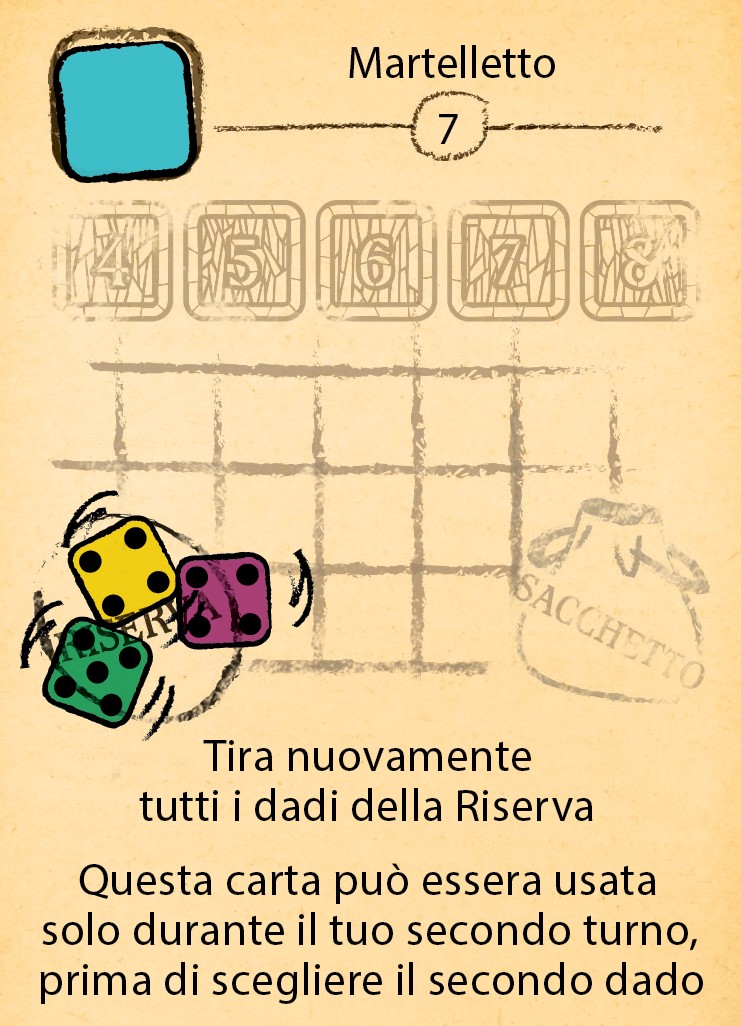 Martelletto
7
4 5 6 7 8
RISERVA
SACCHETTO
Tira nuovamente
tutti i dadi della Riserva
Questa carta può essera usata
solo durante il tuo secondo turno,
prima di scegliere il secondo dado